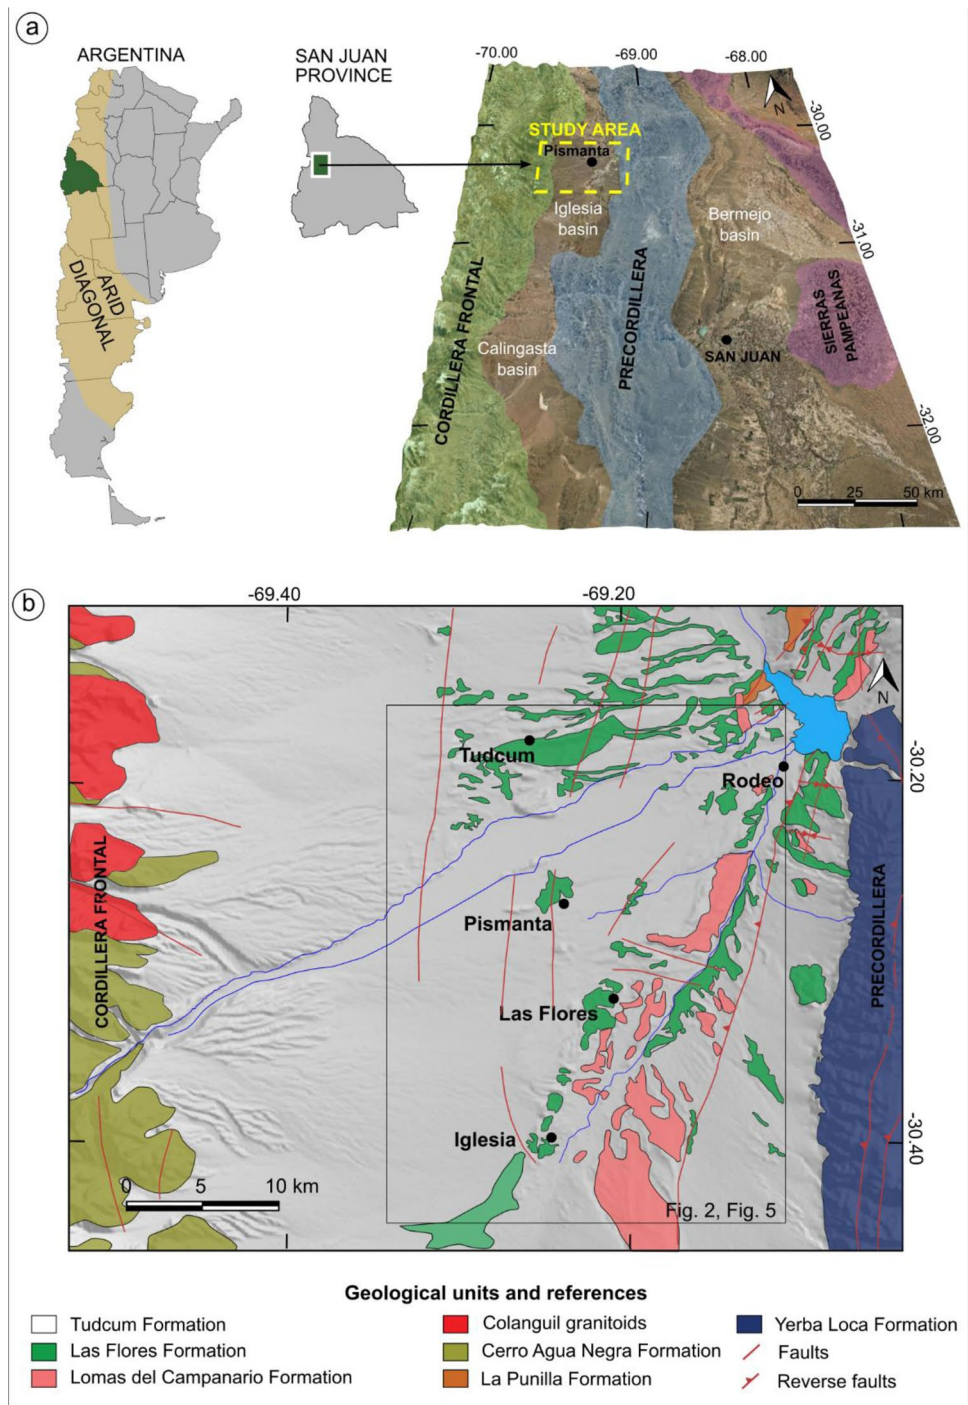 a
ARGENTINA
SAN JUAN
PROVINCE
ARID
DIAGONAL
-70.00
-69.00
-68.00
N
-30.00
-31.00
-32.00
STUDY AREA
Pismanta
Iglesia
basin
Bermejo
basin
CORDILLERA FRONTAL
PRECORDILLERA
SIERRAS
PAMPEANAS
Calingasta
basin
SAN JUAN
0 25 50 km
b
-69.40
-69.20
N
-30.20
-30.40
Tudcum
Rodeo
CORDILLERA FRONTAL
PRECORDILLERA
Pismanta
Las Flores
Iglesia
0 5 10 km
Fig. 2, Fig. 5
Geological units and references
Tudcum Formation
Las Flores Formation
Lomas del Campanario Formation
Colanguil granitoids
Cerro Agua Negra Formation
La Punilla Formation
Yerba Loca Formation
Faults
Reverse faults